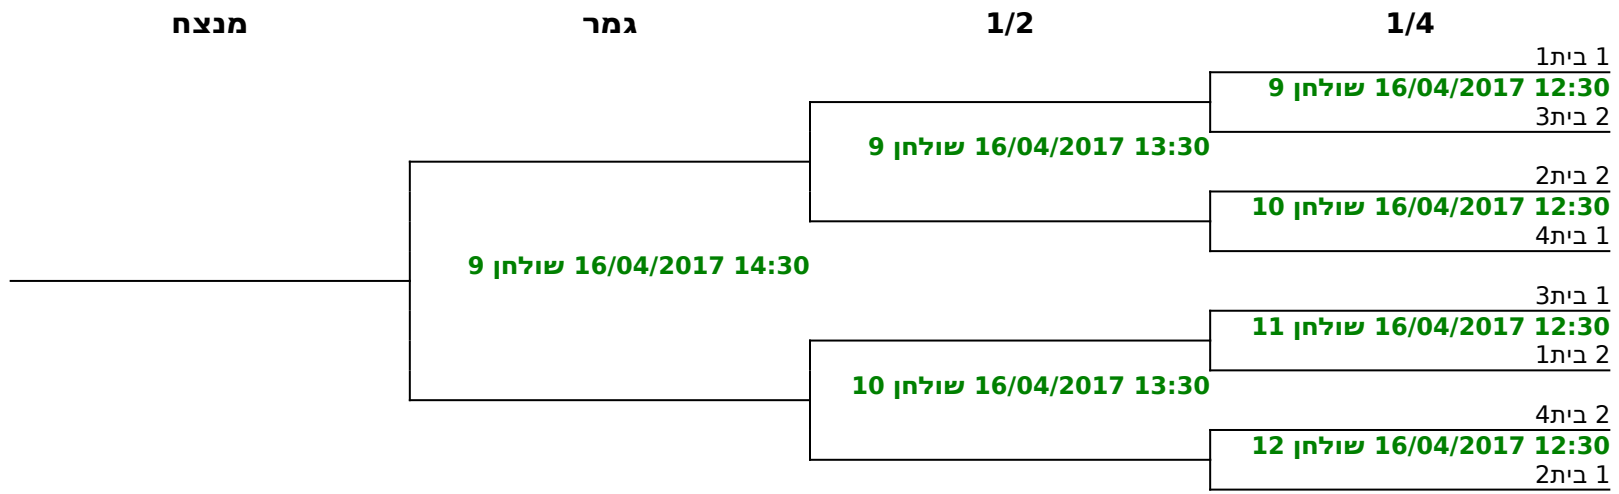 1/4
1/2
גמר
מנצח
1 בית1
12:30 16/04/2017 שולחן 9
2 בית3
13:30 16/04/2017 שולחן 9
2 בית2
12:30 16/04/2017 שולחן 10
1 בית4
14:30 16/04/2017 שולחן 9
1 בית3
12:30 16/04/2017 שולחן 11
2 בית1
13:30 16/04/2017 שולחן 10
2 בית4
12:30 16/04/2017 שולחן 12
1 בית2